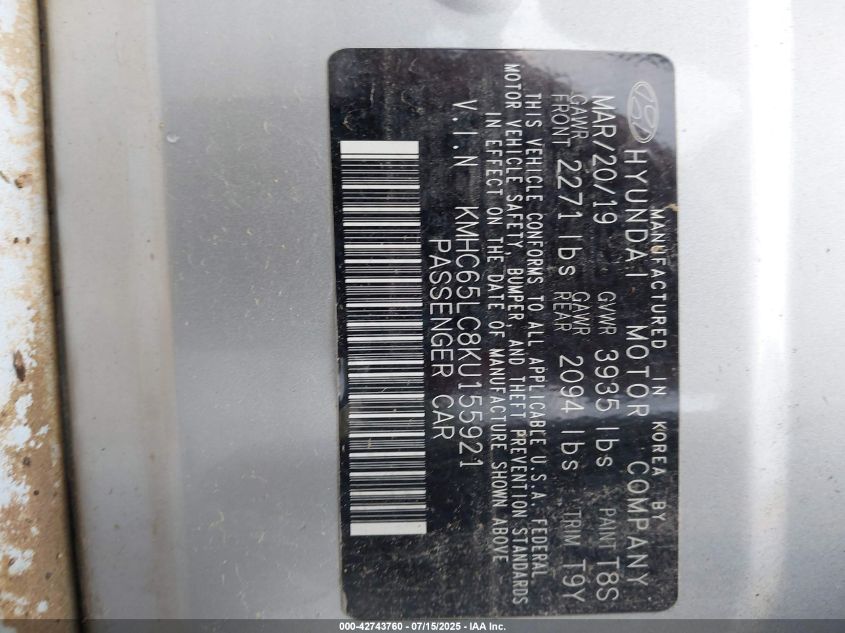 MANUFACTURED IN KOREA BY
HYUNDAI MOTOR COMPANY
MAR/20/19 GVWR 3935 lbs PAINT T8S
GAWR FRONT 2271 lbs GAWR REAR 2094 lbs TRIM T9Y
THIS VEHICLE CONFORMS TO ALL APPLICABLE U.S.A. FEDERAL
MOTOR VEHICLE SAFETY, BUMPER, AND THEFT PREVENTION STANDARDS
IN EFFECT ON THE DATE OF MANUFACTURE SHOWN ABOVE
V.I.N KMHC65LC8KU155921
PASSENGER CAR
000-42743760 - 07/15/2025 - IAA Inc.